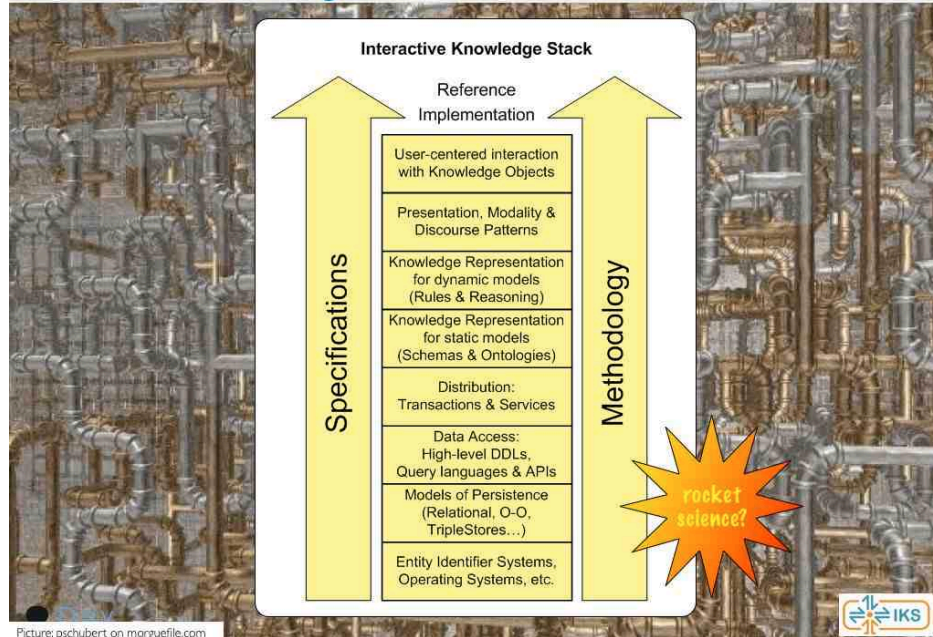 Interactive Knowledge Stack
Reference
Implementation
User-centered interaction
with Knowledge Objects
Presentation, Modality &
Discourse Patterns
Knowledge Representation
for dynamic models
(Rules & Reasoning)
Knowledge Representation
for static models
(Schemas & Ontologies)
Distribution:
Transactions & Services
Data Access:
High-level DDLs,
Query languages & APIs
Models of Persistence
(Relational, O-O,
TripleStores...)
Entity Identifier Systems,
Operating Systems, etc.
Specifications
Methodology
rocket
science?
IKS
Picture: pschubert on morguefile.com